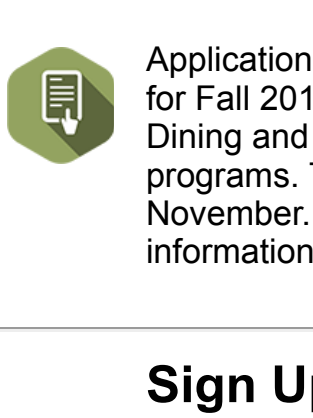 Application
for Fall 201
Dining and
programs.
November.
information
Sign U